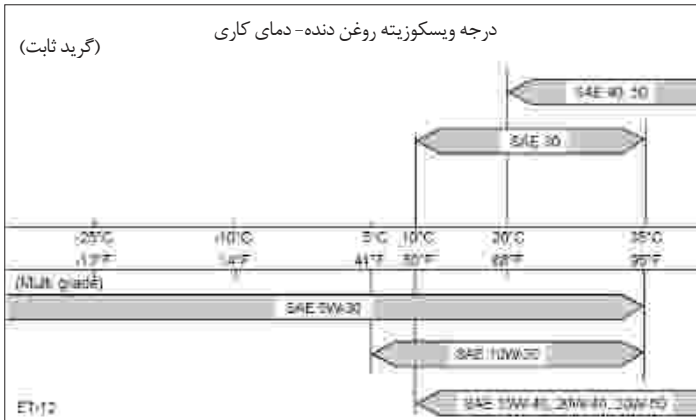 درجه ویسکوزیته روغن دنده- دمای کاری
(گرید ثابت)
SAE 40, 50
SAE 30
-25°C -10°C 5°C 10°C 20°C 35°C
-13°F 14°F 41°F 50°F 68°F 95°F
(Multi grade)
SAE 5W-30
SAE 10W-30
SAE 15W-40, 20W-40, 20W-50